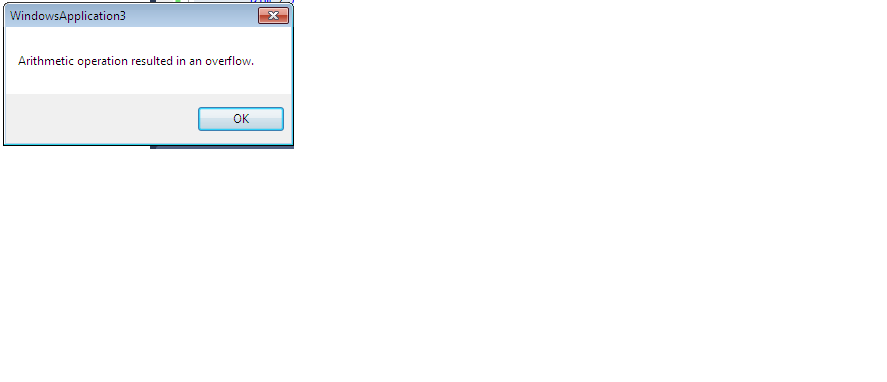 WindowsApplication3
Arithmetic operation resulted in an overflow.
OK